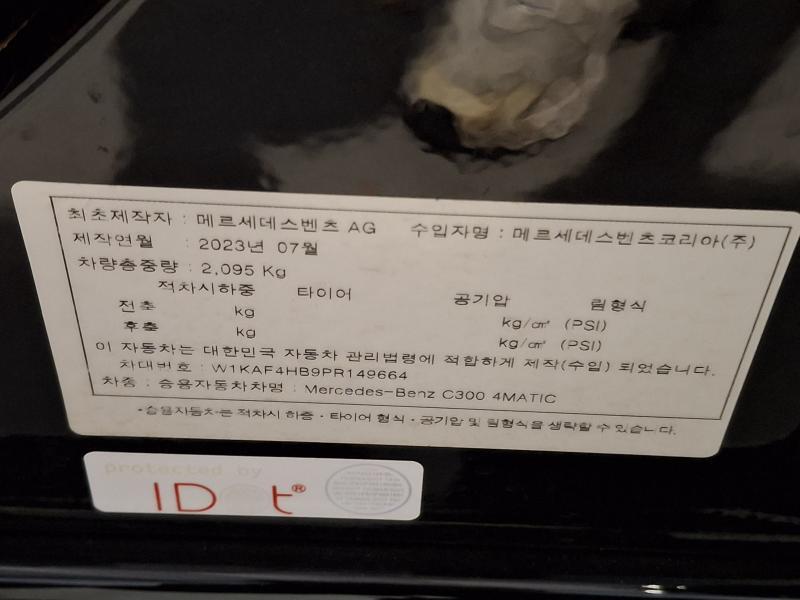 최초제작자 : 메르세데스벤츠 AG 수입자명 : 메르세데스벤츠코리아(주)
제작연월 : 2023년 07월
차량총중량 : 2,095 Kg
적차시하중 타이어 공기압 림형식
전축 kg kg/㎠ (PSI)
후축 kg kg/㎠ (PSI)
이 자동차는 대한민국 자동차 관리법령에 적합하게 제작(수입) 되었습니다.
차대번호 : W1KAF4HB9PR149664
차종 : 승용자동차차명 : Mercedes-Benz C300 4MATIC
*승용자동차는 적차시 하중 · 타이어 형식 · 공기압 및 림형식을 생략할 수 있습니다.
protected by
ID t®